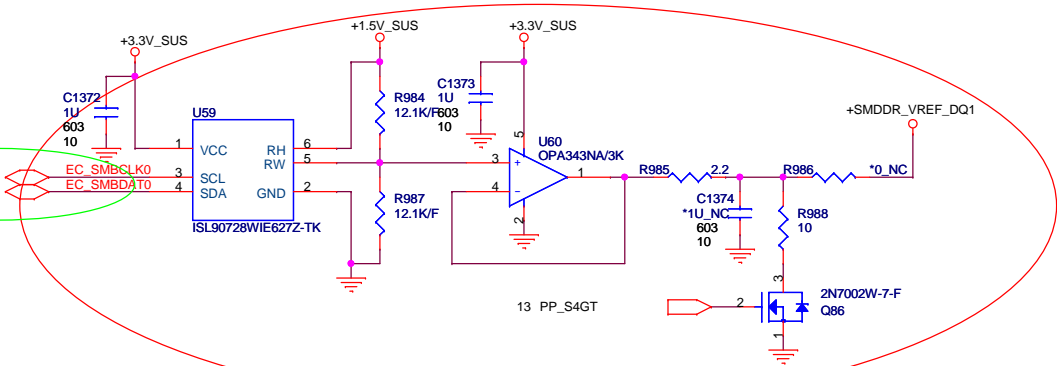 +1.5V_SUS
+3.3V_SUS
+3.3V_SUS
C1372
1U
603
10
U59
1
VCC
3
SCL
4
SDA
RH
6
RW
5
GND
2
ISL90728WIE627Z-TK
EC_SMBCLK0
EC_SMBDAT0
R984
12.1K/F
R987
12.1K/F
C1373
1U
603
10
5
U60
OPA343NA/3K
3
+
4
-
1
2
R985
2.2
C1374
*1U_NC
603
10
R986
*0_NC
+SMDDR_VREF_DQ1
R988
10
3
2
1
2N7002W-7-F
Q86
13 PP_S4GT